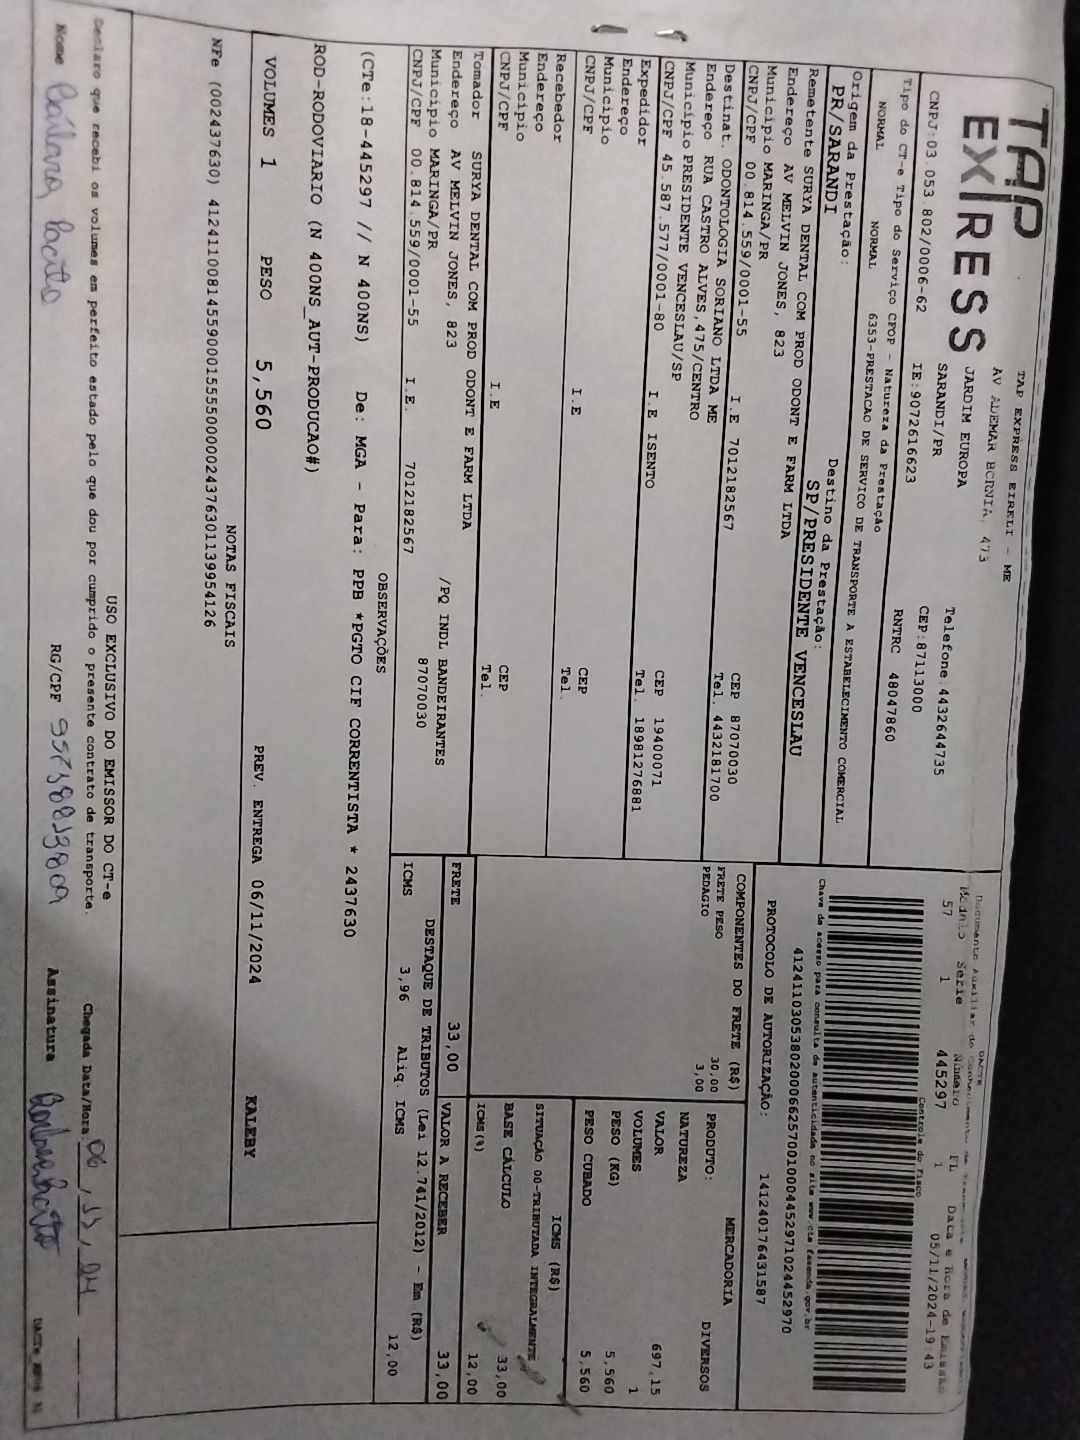 TAP
EXPRESS
TAP EXPRESS EIRELI - ME
AV ADEMAR BORNIA, 473
JARDIM EUROPA
SARANDI/PR
Telefone:4432644735
CEP:87113000
CNPJ:03.053.802/0006-62 IE:9072616623 RNTRC 48047860
Tipo do CT-e Tipo do Serviço CFOP - Natureza da Prestação
NORMAL NORMAL 6353-PRESTACAO DE SERVICO DE TRANSPORTE A ESTABELECIMENTO COMERCIAL
Origem da Prestação: Destino da Prestação:
PR/SARANDI SP/PRESIDENTE VENCESLAU
Remetente SURYA DENTAL COM PROD ODONT E FARM LTDA
Endereço AV MELVIN JONES, 823
Municipio MARINGA/PR CEP 87070030
CNPJ/CPF 00.814.559/0001-55 I.E 7012182567 Tel. 4432181700
Destinat. ODONTOLOGIA SORIANO LTDA ME
Endereço RUA CASTRO ALVES,475/CENTRO
Municipio PRESIDENTE VENCESLAU/SP CEP 19400071
CNPJ/CPF 45.587.577/0001-80 I.E ISENTO Tel. 18981276881
Expedidor
Endereço
Municipio CEP
CNPJ/CPF I.E Tel.
Recebedor
Endereço
Municipio CEP
CNPJ/CPF I.E Tel.
Tomador SURYA DENTAL COM PROD ODONT E FARM LTDA
Endereço AV MELVIN JONES, 823 /PQ INDL BANDEIRANTES
Municipio MARINGA/PR 87070030
CNPJ/CPF 00.814.559/0001-55 I.E. 7012182567
OBSERVAÇÕES
(CTe:18-445297 // N 400NS) De: MGA - Para: PPB *PGTO CIF CORRENTISTA * 2437630
ROD-RODOVIARIO (N 400NS_AUT-PRODUCAO#)
VOLUMES 1 PESO 5,560 PREV. ENTREGA 06/11/2024 KALEBY
NOTAS FISCAIS
NFe (002437630) 41241100814559000155550000024376301139954126
DACTE
Documento Auxiliar do Conhecimento de
Modelo Serie Número FL Data e Hora de Emissão
57 1 445297 1 05/11/2024-19:43
Controle do Fisco
Chave de acesso para consulta de autenticidade no site www.cte.fazenda.gov.br
41241103053802000662570010004452971024452970
PROTOCOLO DE AUTORIZAÇÃO: 141240176431587
COMPONENTES DO FRETE (R$)
FRETE PESO 30,00
PEDAGIO 3,00
MERCADORIA
PRODUTO: DIVERSOS
NATUREZA
VALOR 697,15
VOLUMES 1
PESO (KG) 5,560
PESO CUBADO 5,560
ICMS (R$)
SITUAÇÃO 00-TRIBUTADA INTEGRALMENTE
BASE CÁLCULO 33,00
ICMS(%) 12,00
FRETE 33,00 VALOR A RECEBER 33,00
DESTAQUE DE TRIBUTOS (Lei 12.741/2012) - Em (R$)
ICMS 3,96 Aliq. ICMS 12,00
USO EXCLUSIVO DO EMISSOR DO CT-e
Declaro que recebi os volumes em perfeito estado pelo que dou por cumprido o presente contrato de transporte.
Chegada Data/Hora: 06
Nome RG/CPF Assinatura